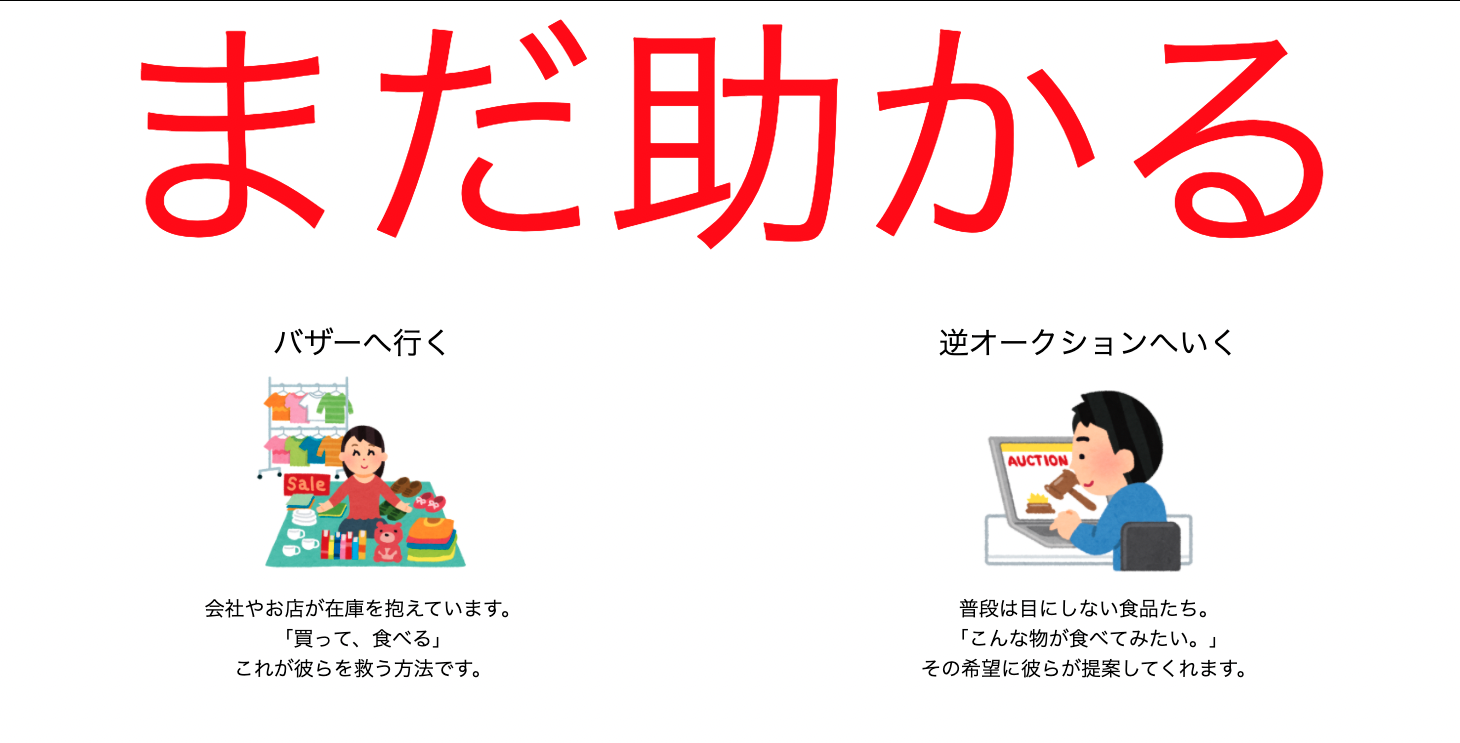 まだ助かる
バザーへ行く
逆オークションへいく
Sale
AUCTION
会社やお店が在庫を抱えています。
「買って、食べる」
これが彼らを救う方法です。
普段は目にしない食品たち。
「こんな物が食べてみたい。」
その希望に彼らが提案してくれます。